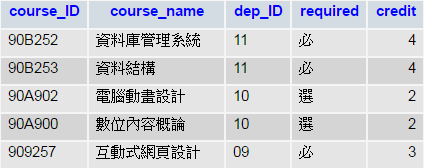 course_ID course_name dep_ID required credit
90B252 資料庫管理系統 11 必 4
90B253 資料結構 11 必 4
90A902 電腦動畫設計 10 選 2
90A900 數位內容概論 10 選 2
909257 互動式網頁設計 09 必 3